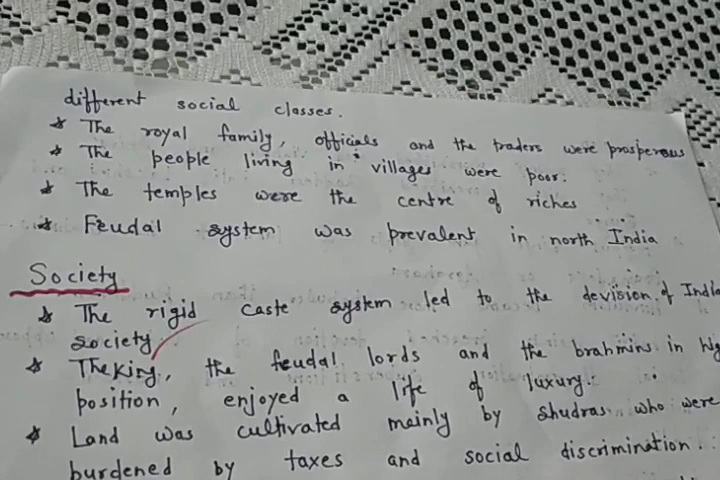 different social classes.
* The royal family, officials and the traders were prosperous
* The people living in villages were poor.
* The temples were the centre of riches
* Feudal system was prevalent in north India
Society
* The rigid caste system led to the devision of India
society
* The King, the feudal lords and the brahmins in hig
position, enjoyed a life of luxury.
* Land was cultivated mainly by shudras who were
burdened by taxes and social discrimination.